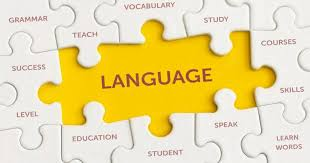 VOCABULARY
GRAMMAR
TEACH
STUDY
COURSES
SUCCESS
LANGUAGE
SKILLS
LEVEL
EDUCATION
STUDENT
SPEAK
LEARN
WORDS